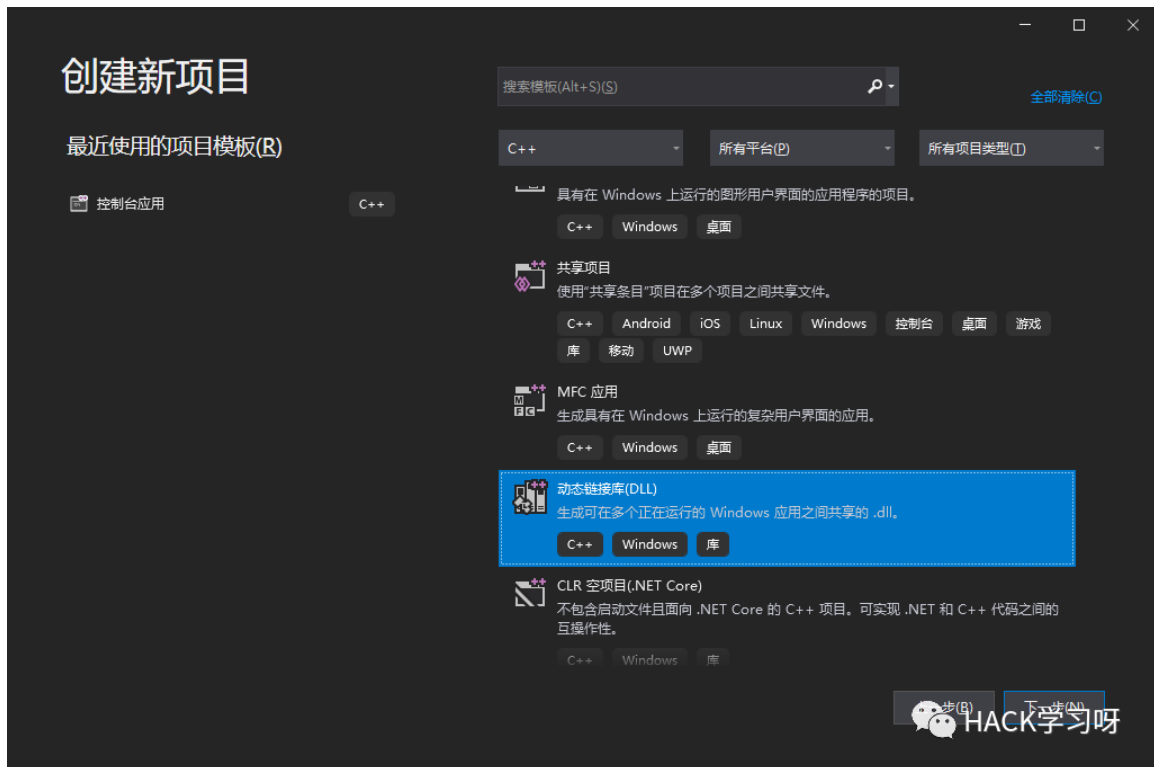 创建新项目
搜索模板(Alt+S)(S)
全部清除(C)
最近使用的项目模板(R)
C++
所有平台(P)
所有项目类型(T)
控制台应用
C++
具有在 Windows 上运行的图形用户界面的应用程序的项目。
C++ Windows 桌面
共享项目
使用“共享条目”项目在多个项目之间共享文件。
C++ Android iOS Linux Windows 控制台 桌面 游戏
库 移动 UWP
MFC 应用
生成具有在 Windows 上运行的复杂用户界面的应用。
C++ Windows 桌面
动态链接库(DLL)
生成可在多个正在运行的 Windows 应用之间共享的 .dll。
C++ Windows 库
CLR 空项目(.NET Core)
不包含启动文件且面向 .NET Core 的 C++ 项目。可实现 .NET 和 C++ 代码之间的
互操作性。
C++ Windows 库
步(B)
下一步(N)
HACK学习呀